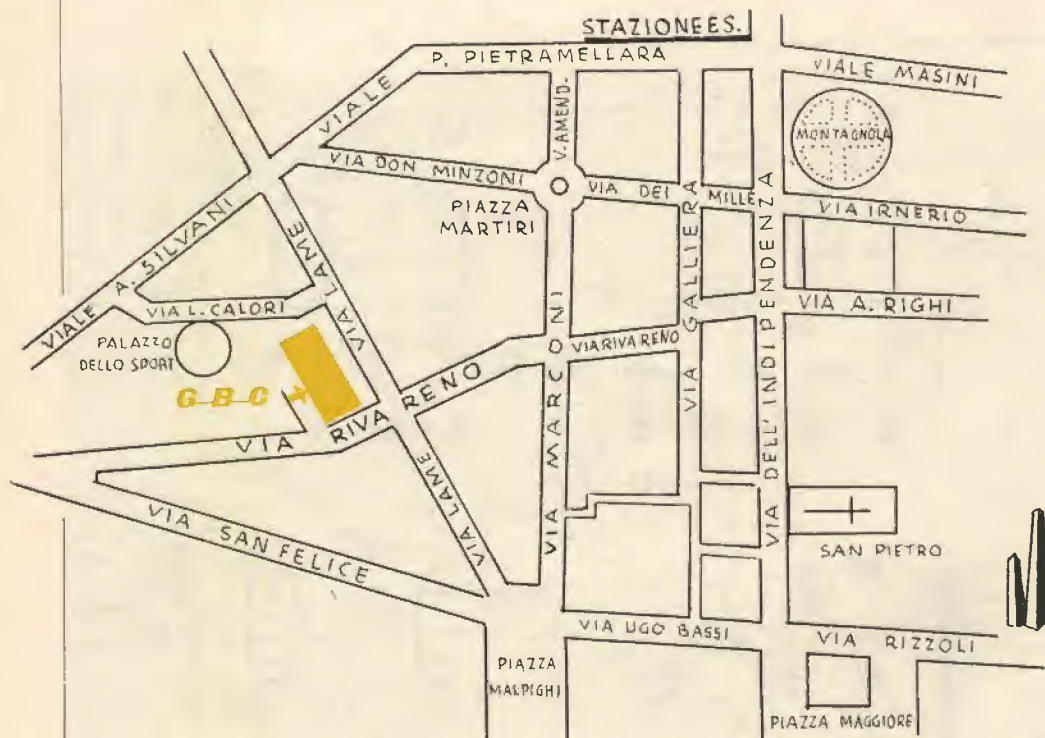 STAZIONE ES.
P. PIETRAMELLARA
VIALE
VIALE MASINI
V. AMEND.
MONTAGNOLA
VIA DON MINZONI
VIA DEI
MILLE
VIA IRNERIO
PIAZZA
MARTIRI
VIALE A. SILVANI
VIA LAME
VIA L. CALORI
VIA LAME
VIA GALLIERA
VIA DELL'INDIPENDENZA
VIA A. RIGHI
PALAZZO
DELLO SPORT
VIA RIVA RENO
G B C
VIA RIVA RENO
VIA MARCONI
VIA LAME
VIA SAN FELICE
SAN PIETRO
VIA UGO BASSI
VIA RIZZOLI
PIAZZA
MALPIGHI
PIAZZA MAGGIORE